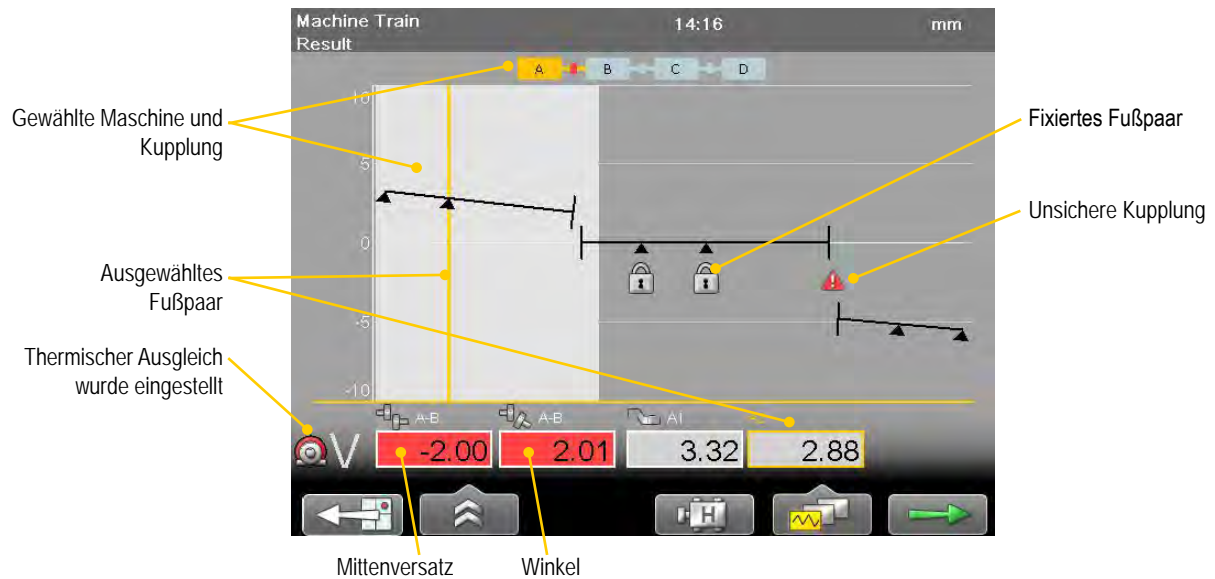 Machine Train
14:16
mm
Result
A
B
C
D
10
5
0
-5
-10
Gewählte Maschine und
Kupplung
Fixiertes Fußpaar
Unsichere Kupplung
Ausgewähltes
Fußpaar
Thermischer Ausgleich
wurde eingestellt
A-B
A-B
A1
V
-2.00
2.01
3.32
2.88
H
Mittenversatz
Winkel